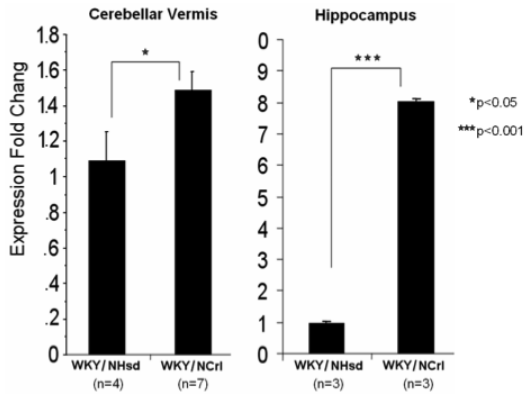 Cerebellar Vermis
Hippocampus
Expression Fold Chang
1.8
1.6
1.4
1.2
1
.8
.6
.4
.2
0
0
9
8
7
6
5
4
3
2
1
0
*
***
*p<0.05
***p<0.001
WKY/NHsd
WKY/NCrl
WKY/NHsd
WKY/NCrl
(n=4)
(n=7)
(n=3)
(n=3)